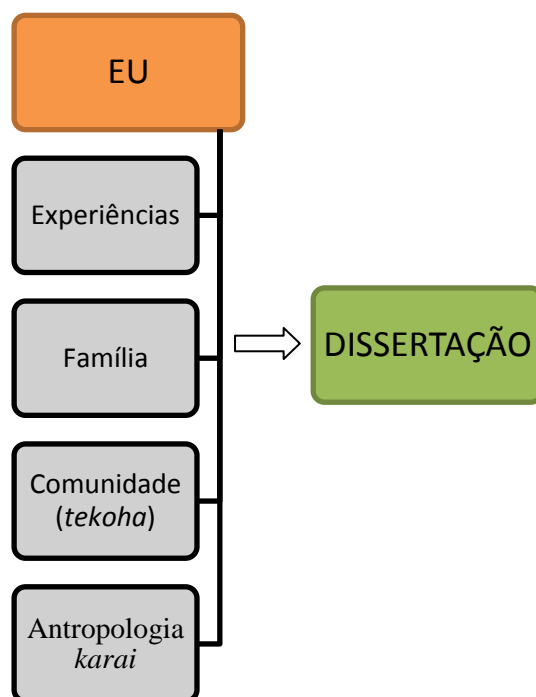 EU
Experiências
Família
DISSERTAÇÃO
Comunidade
(tekoha)
Antropologia
karai